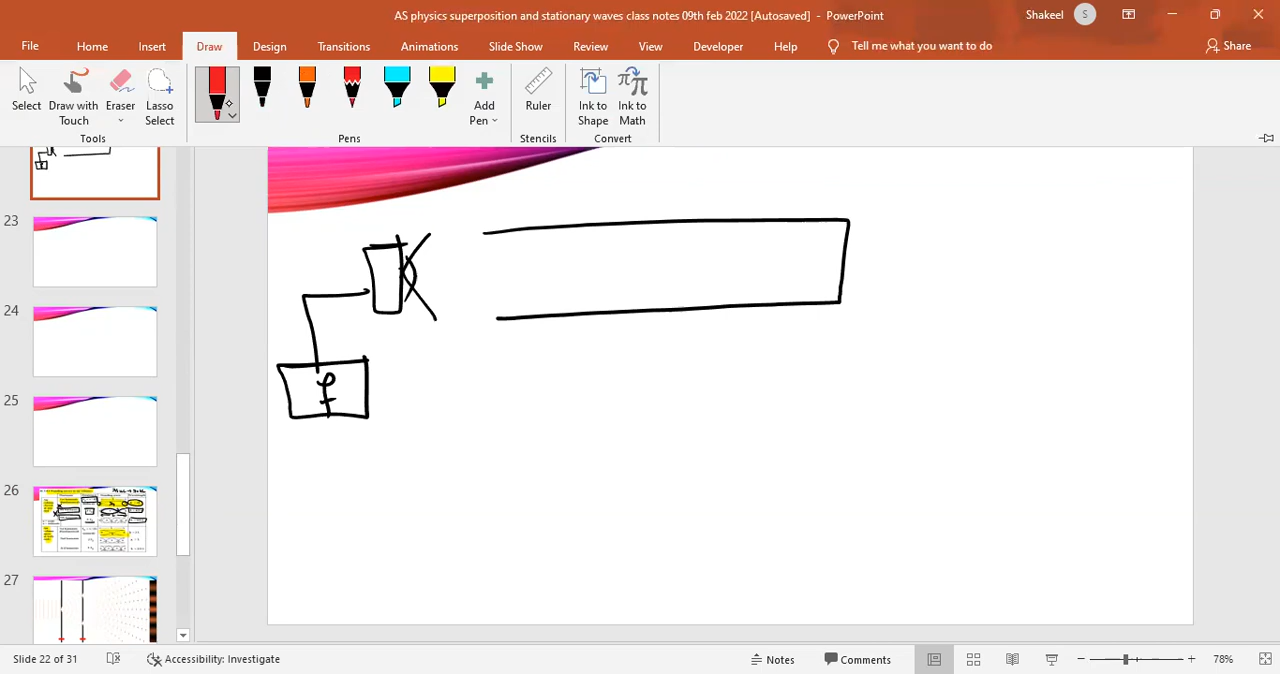 AS physics superposition and stationary waves class notes 09th feb 2022 [Autosaved] - PowerPoint
Shakeel
S
File
Home
Insert
Draw
Design
Transitions
Animations
Slide Show
Review
View
Developer
Help
Tell me what you want to do
Share
Select
Draw with
Touch
Eraser
Lasso
Select
Tools
Add
Pen
Pens
Ruler
Stencils
Ink to
Shape
Ink to
Math
Convert
23
24
25
26
27
f
Slide 22 of 31
Accessibility: Investigate
Notes
Comments
78%